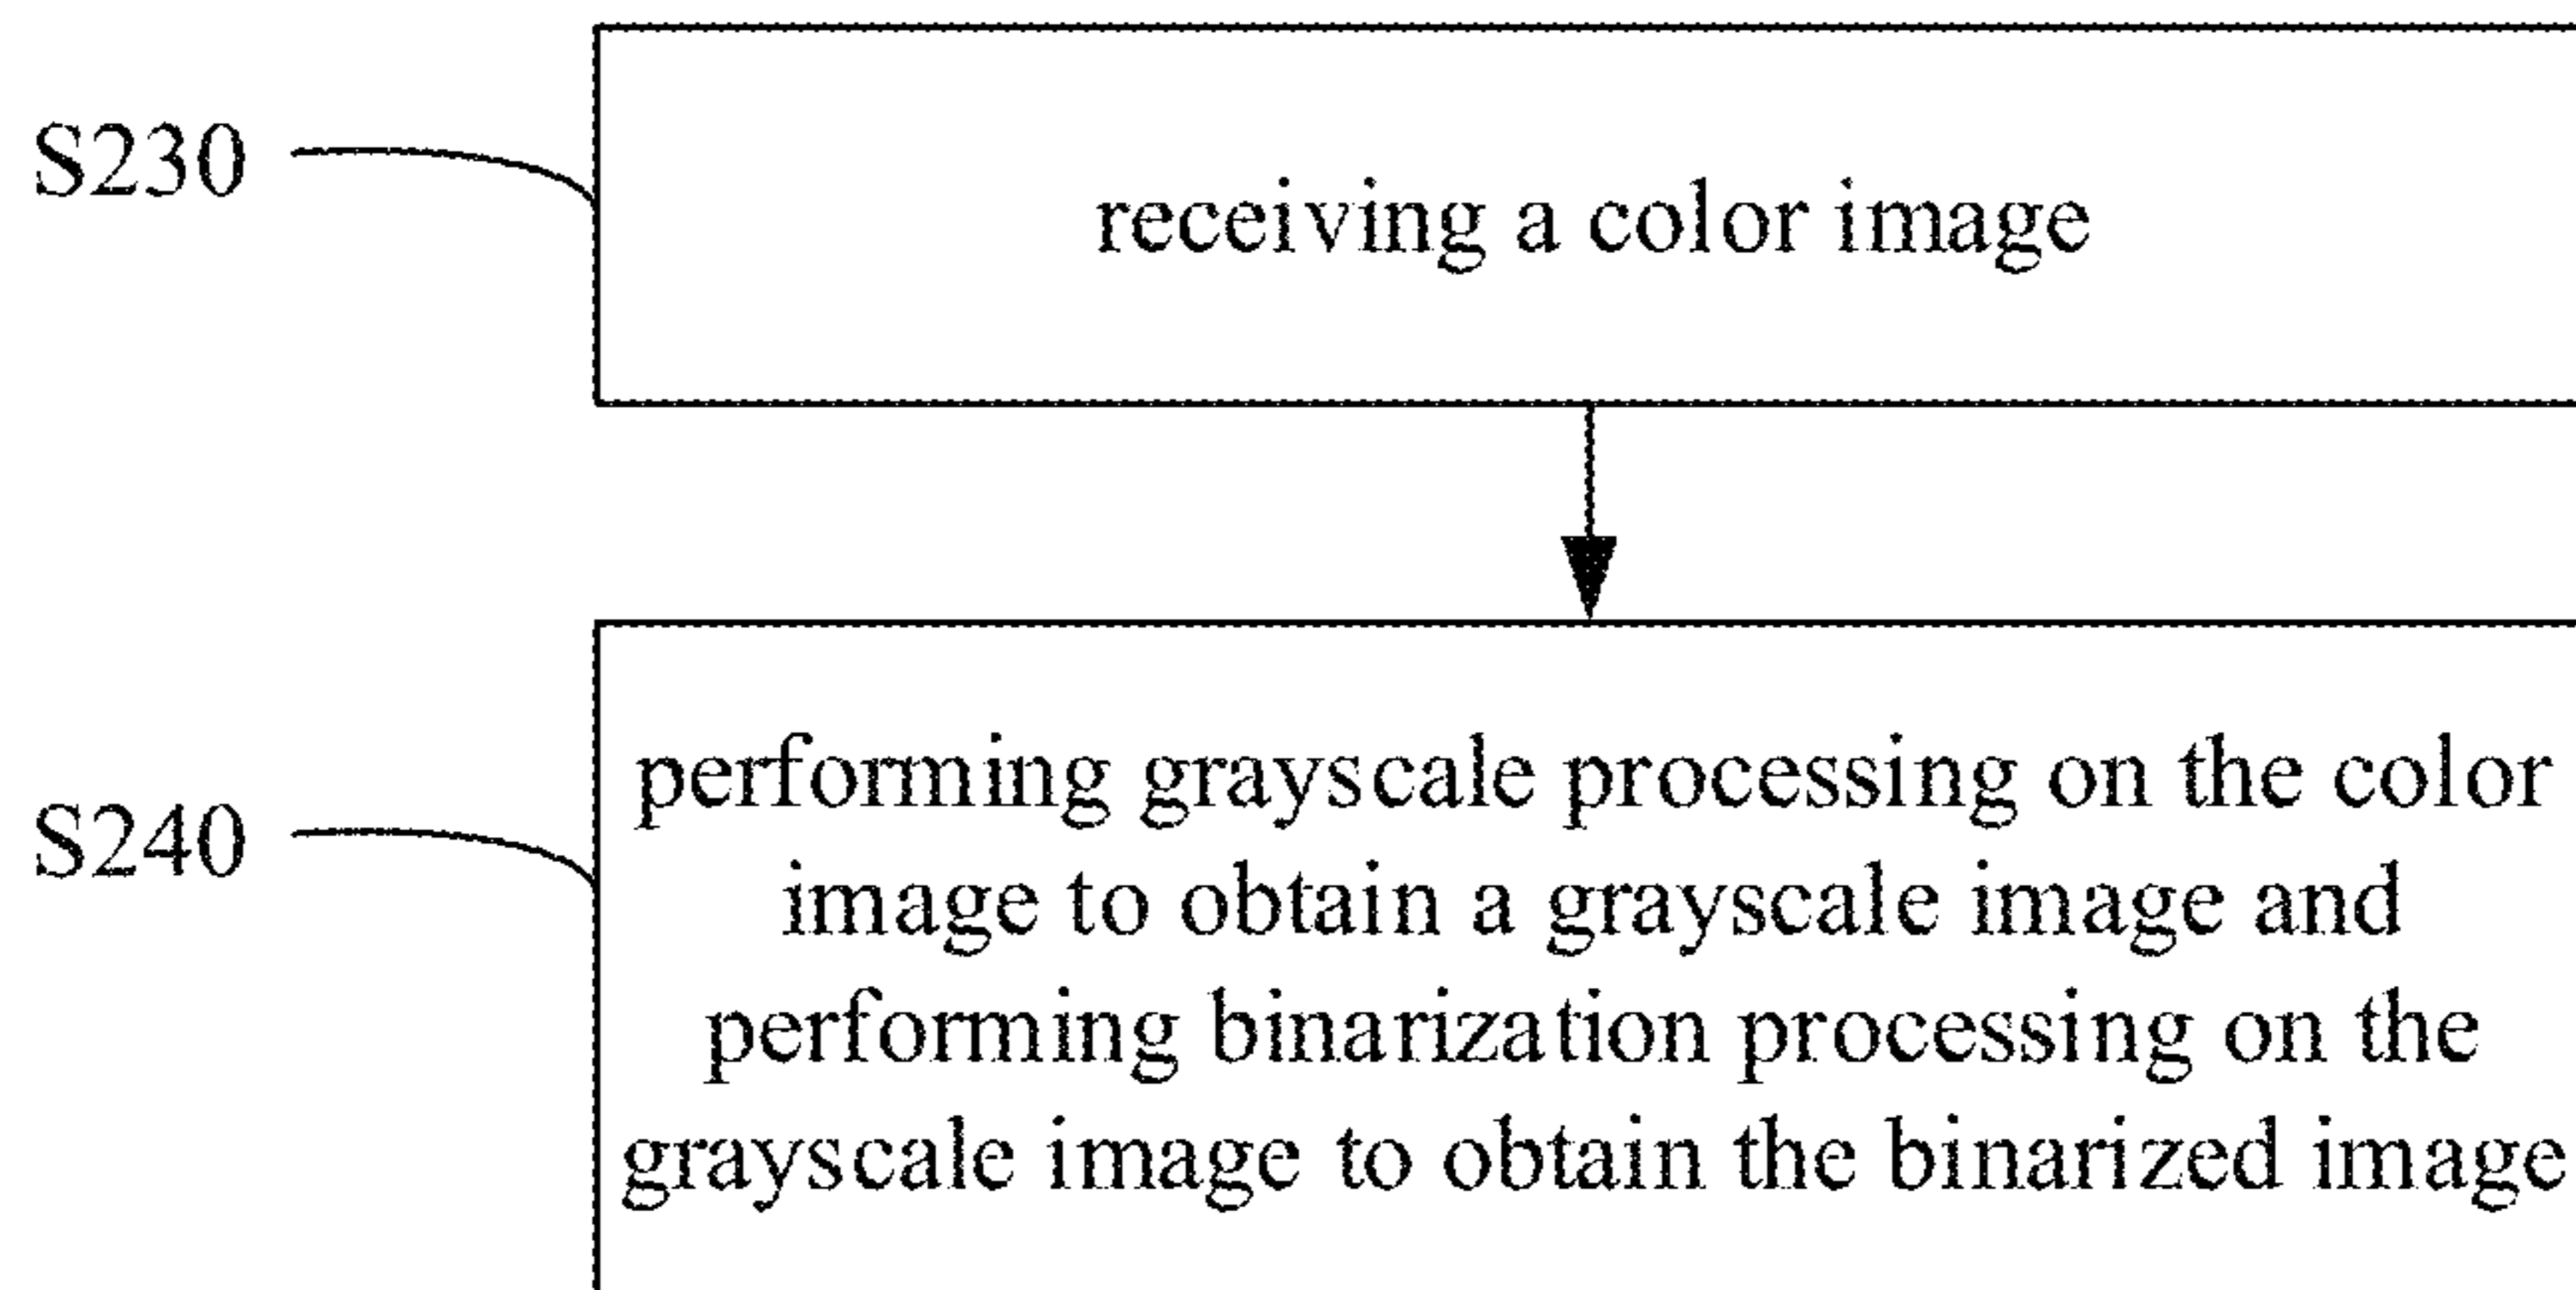 S230
receiving a color image
S240
performing grayscale processing on the color
image to obtain a grayscale image and
performing binarization processing on the
grayscale image to obtain the binarized image